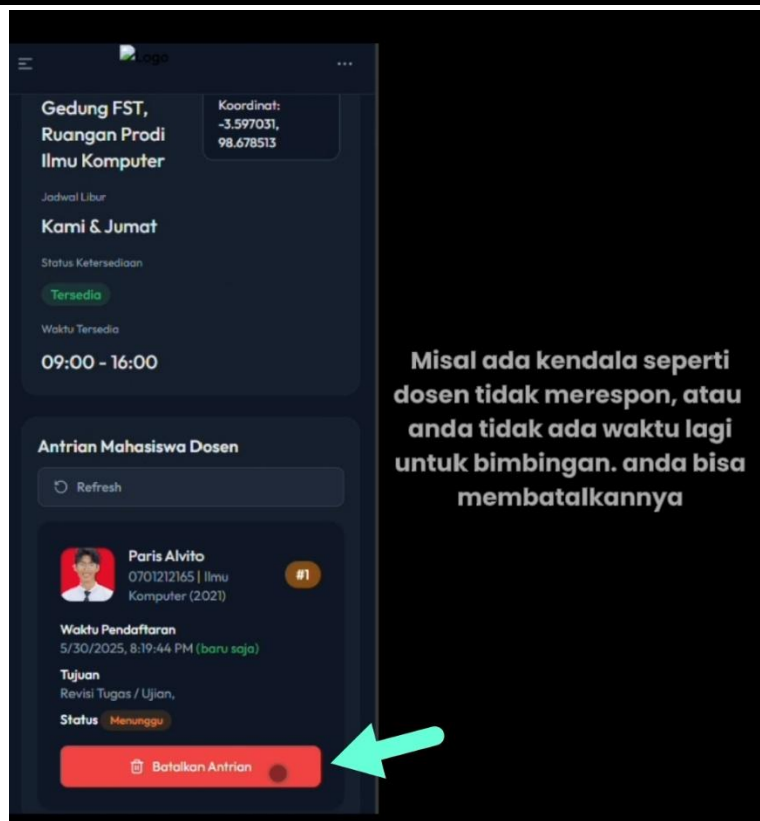 Logo
Gedung FST,
Ruangan Prodi
Ilmu Komputer
Koordinat:
-3.597031,
98.678513
Jadwal Libur
Kami & Jumat
Status Ketersediaan
Tersedia
Waktu Tersedia
09:00 - 16:00
Antrian Mahasiswa Dosen
Refresh
Paris Alvito
0701212165 | Ilmu
Komputer (2021)
#1
Waktu Pendaftaran
5/30/2025, 8:19:44 PM (baru saja)
Tujuan
Revisi Tugas / Ujian,
Status Menunggu
Batalkan Antrian
Misal ada kendala seperti
dosen tidak merespon, atau
anda tidak ada waktu lagi
untuk bimbingan. anda bisa
membatalkannya